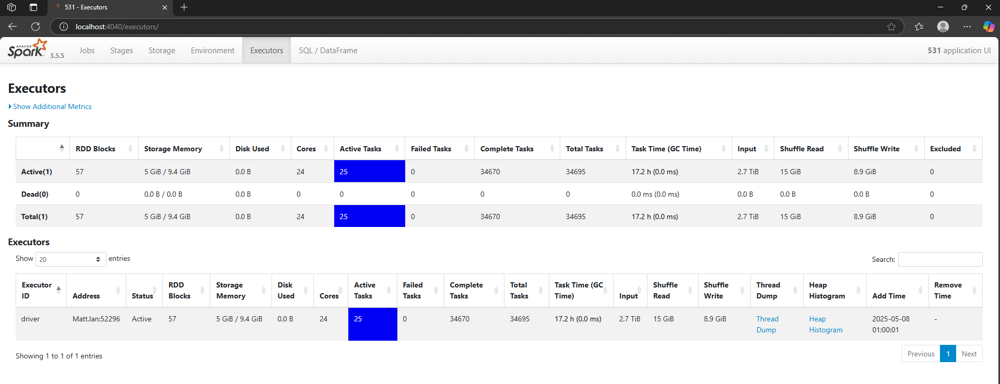 531 - Executors
localhost:4040/executors/
APACHE Spark 3.5.5 Jobs Stages Storage Environment Executors SQL / DataFrame 531 application UI
Executors
Show Additional Metrics
Summary
RDD Blocks Storage Memory Disk Used Cores Active Tasks Failed Tasks Complete Tasks Total Tasks Task Time (GC Time) Input Shuffle Read Shuffle Write Excluded
Active(1) 57 5 GiB / 9.4 GiB 0.0 B 24 25 0 34670 34695 17.2 h (0.0 ms) 2.7 TiB 15 GiB 8.9 GiB 0
Dead(0) 0 0.0 B / 0.0 B 0.0 B 0 0 0 0 0 0.0 ms (0.0 ms) 0.0 B 0.0 B 0.0 B 0
Total(1) 57 5 GiB / 9.4 GiB 0.0 B 24 25 0 34670 34695 17.2 h (0.0 ms) 2.7 TiB 15 GiB 8.9 GiB 0
Executors
Show 20 entries Search:
Executor ID Address Status RDD Blocks Storage Memory Disk Used Cores Active Tasks Failed Tasks Complete Tasks Total Tasks Task Time (GC Time) Input Shuffle Read Shuffle Write Thread Dump Heap Histogram Add Time Remove Time
driver Matt.lan:52296 Active 57 5 GiB / 9.4 GiB 0.0 B 24 25 0 34670 34695 17.2 h (0.0 ms) 2.7 TiB 15 GiB 8.9 GiB Thread Dump Heap Histogram 2025-05-08 01:00:01 -
Showing 1 to 1 of 1 entries Previous 1 Next